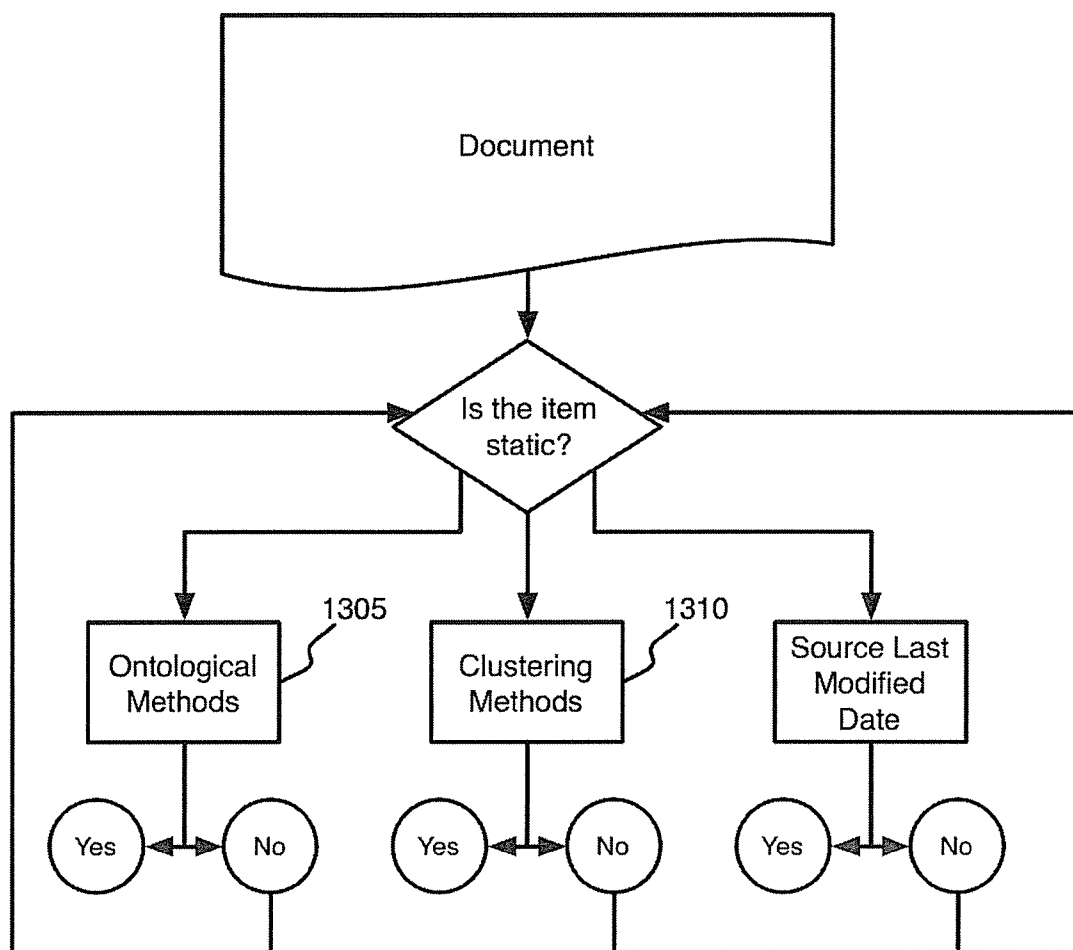 Document
Is the item
static?
1305
1310
Ontological
Methods
Clustering
Methods
Source Last
Modified
Date
Yes
No
Yes
No
Yes
No